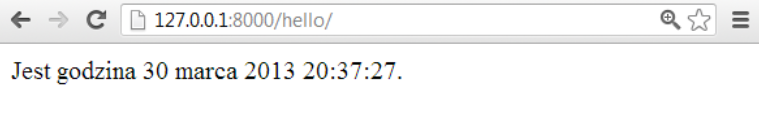 127.0.0.1:8000/hello/
Jest godzina 30 marca 2013 20:37:27.